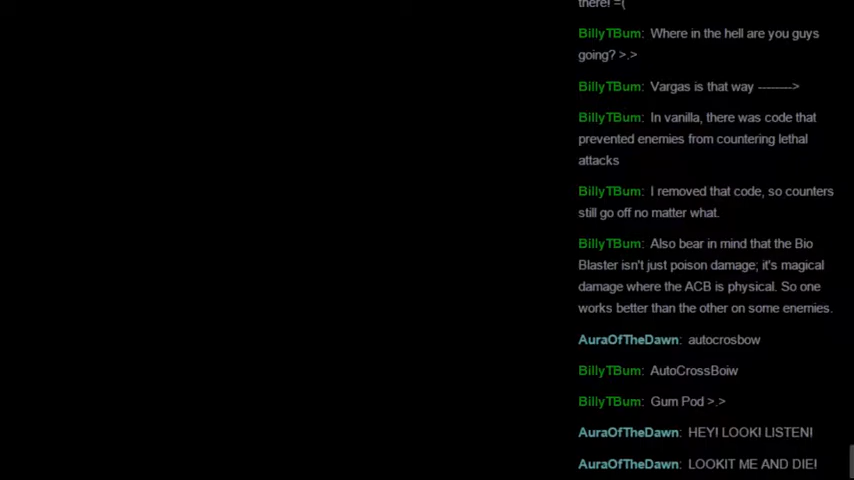 there! =(
BillyTBum: Where in the hell are you guys
going? >.>
BillyTBum: Vargas is that way -------->
BillyTBum: In vanilla, there was code that
prevented enemies from countering lethal
attacks
BillyTBum: I removed that code, so counters
still go off no matter what.
BillyTBum: Also bear in mind that the Bio
Blaster isn't just poison damage; it's magical
damage where the ACB is physical. So one
works better than the other on some enemies.
AuraOfTheDawn: autocrosbow
BillyTBum: AutoCrossBoiw
BillyTBum: Gum Pod >.>
AuraOfTheDawn: HEY! LOOK! LISTEN!
AuraOfTheDawn: LOOKIT ME AND DIE!